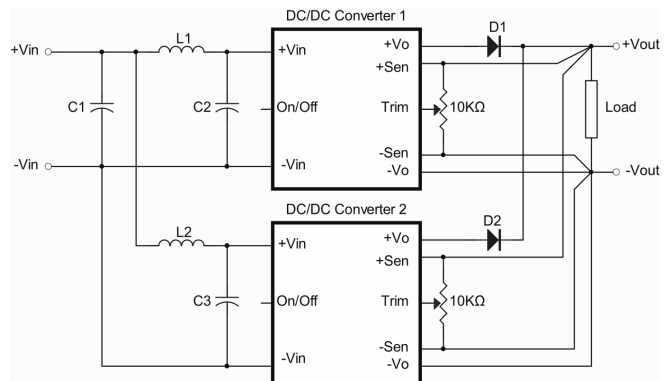 DC/DC Converter 1
L1
D1
+Vin
+Vin
+Vo
+Vout
+Sen
C1
C2
On/Off
Trim
10KΩ
Load
-Sen
-Vin
-Vin
-Vo
-Vout
DC/DC Converter 2
L2
D2
+Vin
+Vo
+Sen
C3
On/Off
Trim
10KΩ
-Sen
-Vin
-Vo